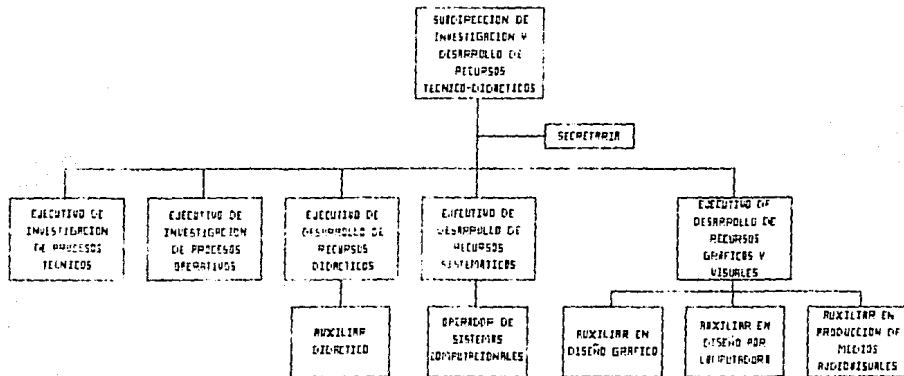 SUBDIRECCION DE
INVESTIGACION Y
DESARROLLO DE
RECURSOS
TECNICO-DIDACTICOS
SECRETARIA
EJECUTIVO DE
INVESTIGACION
DE PROCESOS
TECNICOS
EJECUTIVO DE
INVESTIGACION
DE PROCESOS
OPERATIVOS
EJECUTIVO DE
DESARROLLO DE
RECURSOS
DIDACTICOS
EJECUTIVO DE
DESARROLLO DE
RECURSOS
SISTEMATICOS
EJECUTIVO DE
DESARROLLO DE
RECURSOS
GRAFICOS Y
VISUALES
AUXILIAR
DIDACTICO
OPERADOR DE
SISTEMAS
COMPUTACIONALES
AUXILIAR EN
DISEÑO GRAFICO
AUXILIAR EN
DISEÑO POR
COMPUTADORA
AUXILIAR EN
PRODUCCION DE
MEDIOS
AUDIOVISUALES